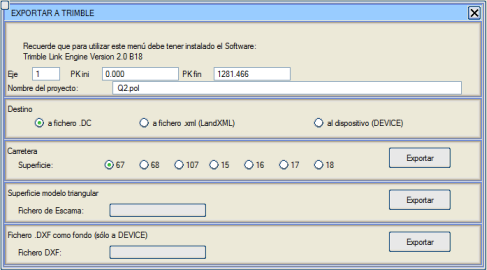 EXPORTAR A TRIMBLE
Recuerde que para utilizar este menú debe tener instalado el Software:
Trimble Link Engine Version 2.0 B18
Eje 1 PK ini 0.000 PK fin 1281.466
Nombre del proyecto: Q2.pol
Destino
a fichero .DC a fichero .xml (LandXML) al dispositivo (DEVICE)
Carretera
Superficie: 67 68 107 15 16 17 18 Exportar
Superficie modelo triangular
Fichero de Escama: Exportar
Fichero .DXF como fondo (sólo a DEVICE)
Fichero DXF: Exportar